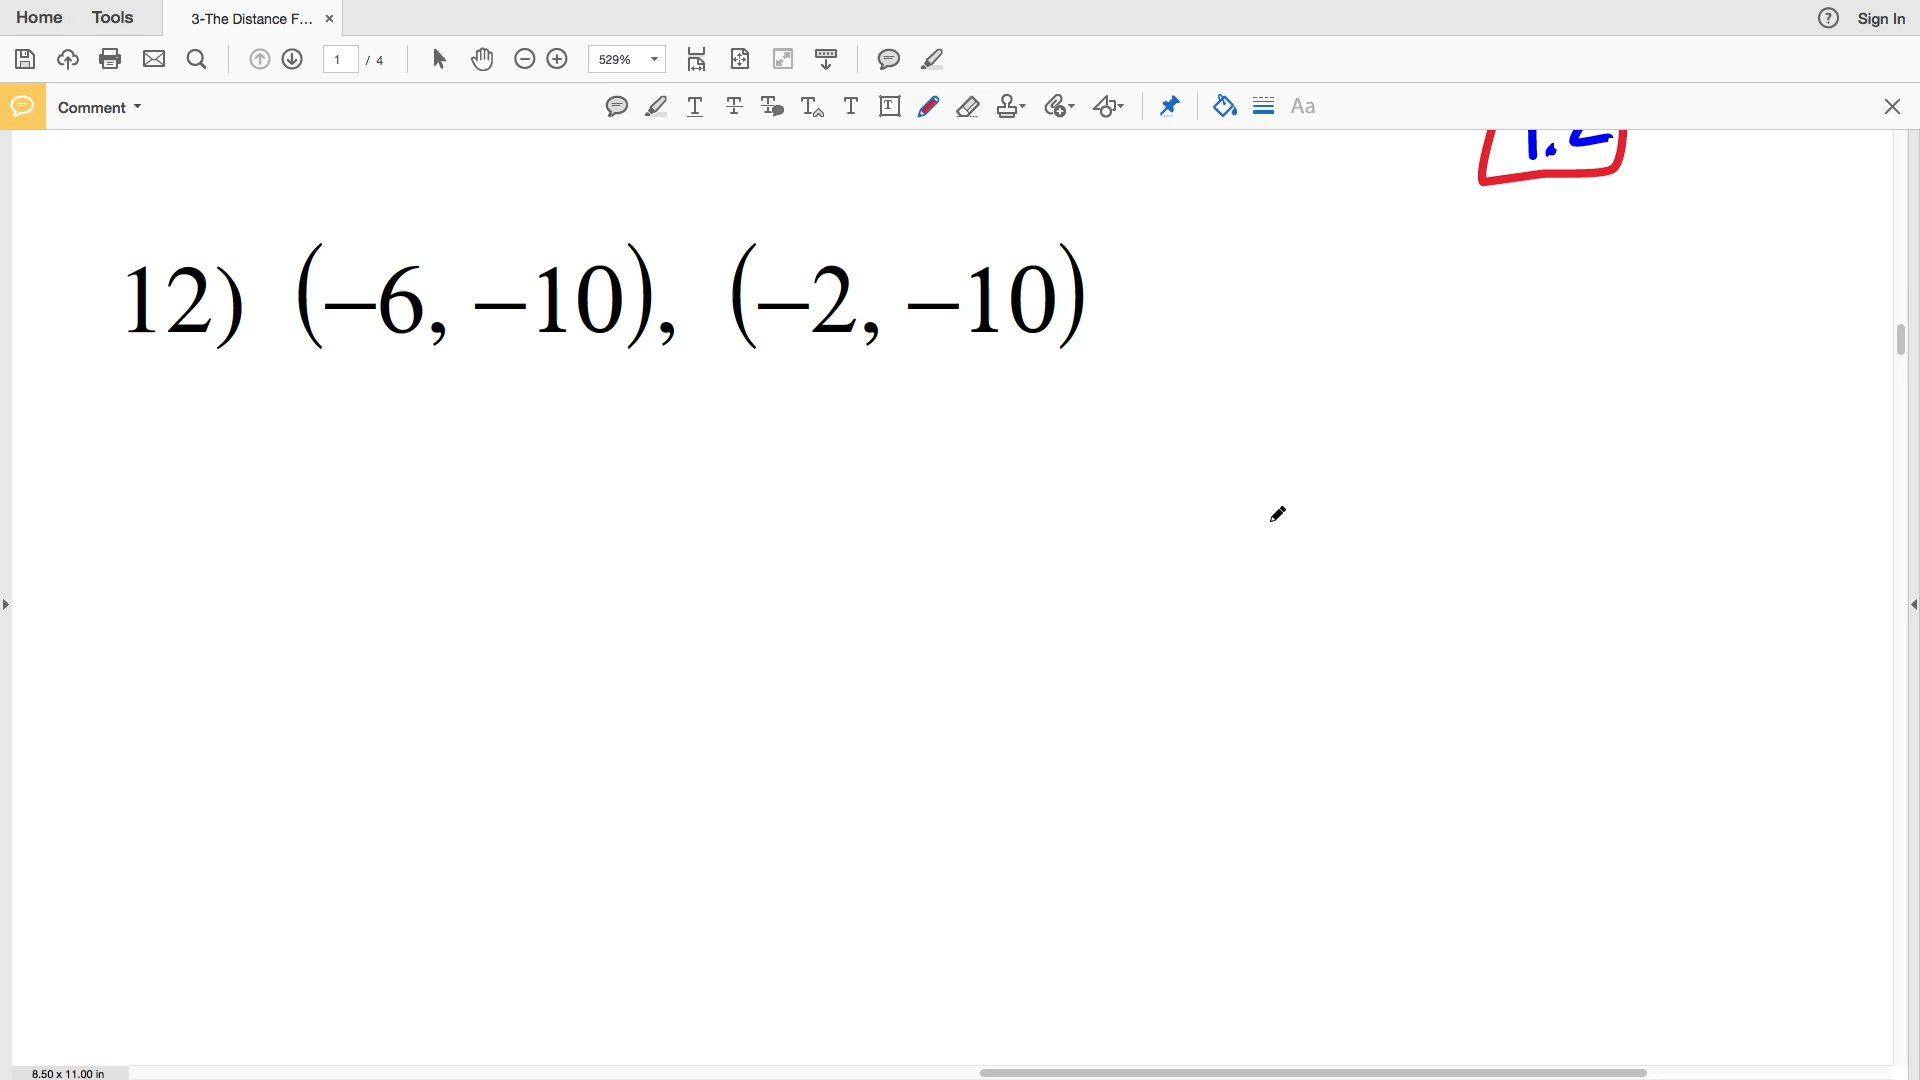 Home Tools 3-The Distance F... × ? Sign In
1 / 4 529%
Comment T T T T T T Aa
12) (−6, −10), (−2, −10)
8.50 x 11.00 in